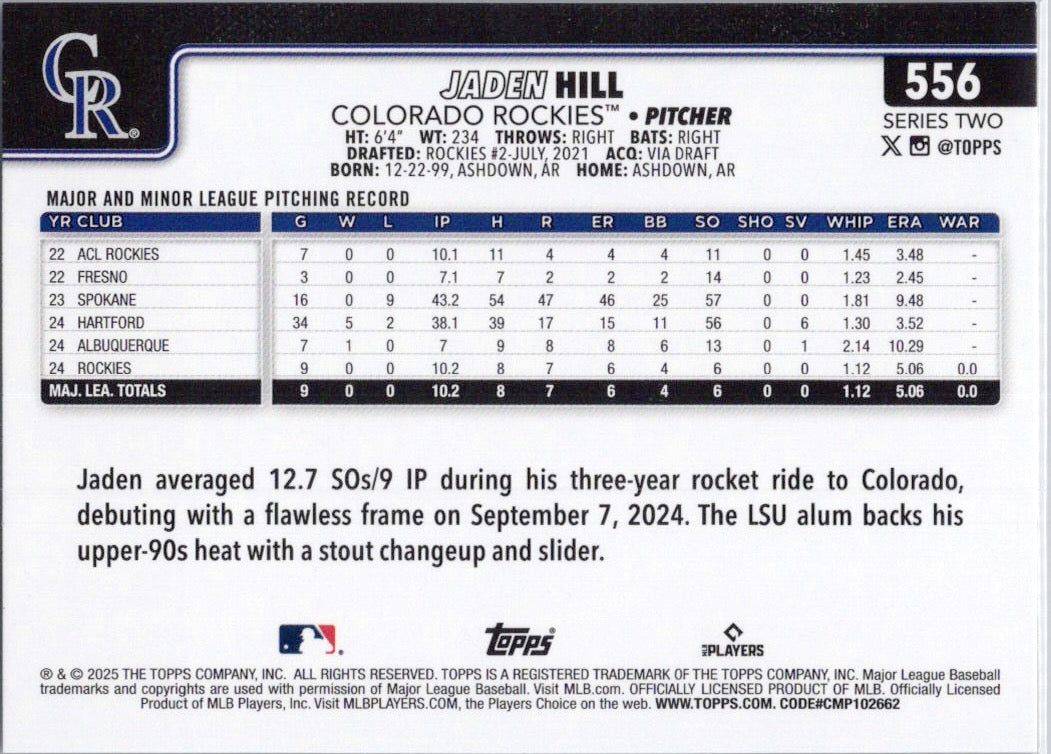 CR®
JADEN HILL
COLORADO ROCKIES™ • PITCHER
HT: 6'4" WT: 234 THROWS: RIGHT BATS: RIGHT
DRAFTED: ROCKIES #2-JULY, 2021 ACQ: VIA DRAFT
BORN: 12-22-99, ASHDOWN, AR HOME: ASHDOWN, AR
556
SERIES TWO
X @TOPPS
MAJOR AND MINOR LEAGUE PITCHING RECORD
YR CLUB G W L IP H R ER BB SO SHO SV WHIP ERA WAR
22 ACL ROCKIES 7 0 0 10.1 11 4 4 4 11 0 0 1.45 3.48 -
22 FRESNO 3 0 0 7.1 7 2 2 2 14 0 0 1.23 2.45 -
23 SPOKANE 16 0 9 43.2 54 47 46 25 57 0 0 1.81 9.48 -
24 HARTFORD 34 5 2 38.1 39 17 15 11 56 0 6 1.30 3.52 -
24 ALBUQUERQUE 7 1 0 7 9 8 8 6 13 0 1 2.14 10.29 -
24 ROCKIES 9 0 0 10.2 8 7 6 4 6 0 0 1.12 5.06 0.0
MAJ. LEA. TOTALS 9 0 0 10.2 8 7 6 4 6 0 0 1.12 5.06 0.0
Jaden averaged 12.7 SOs/9 IP during his three-year rocket ride to Colorado,
debuting with a flawless frame on September 7, 2024. The LSU alum backs his
upper-90s heat with a stout changeup and slider.
Topps®
MLB PLAYERS
® & © 2025 THE TOPPS COMPANY, INC. ALL RIGHTS RESERVED. TOPPS IS A REGISTERED TRADEMARK OF THE TOPPS COMPANY, INC. Major League Baseball
trademarks and copyrights are used with permission of Major League Baseball. Visit MLB.com. OFFICIALLY LICENSED PRODUCT OF MLB. Officially Licensed
Product of MLB Players, Inc. Visit MLBPLAYERS.COM, the Players Choice on the web. WWW.TOPPS.COM. CODE#CMP102662